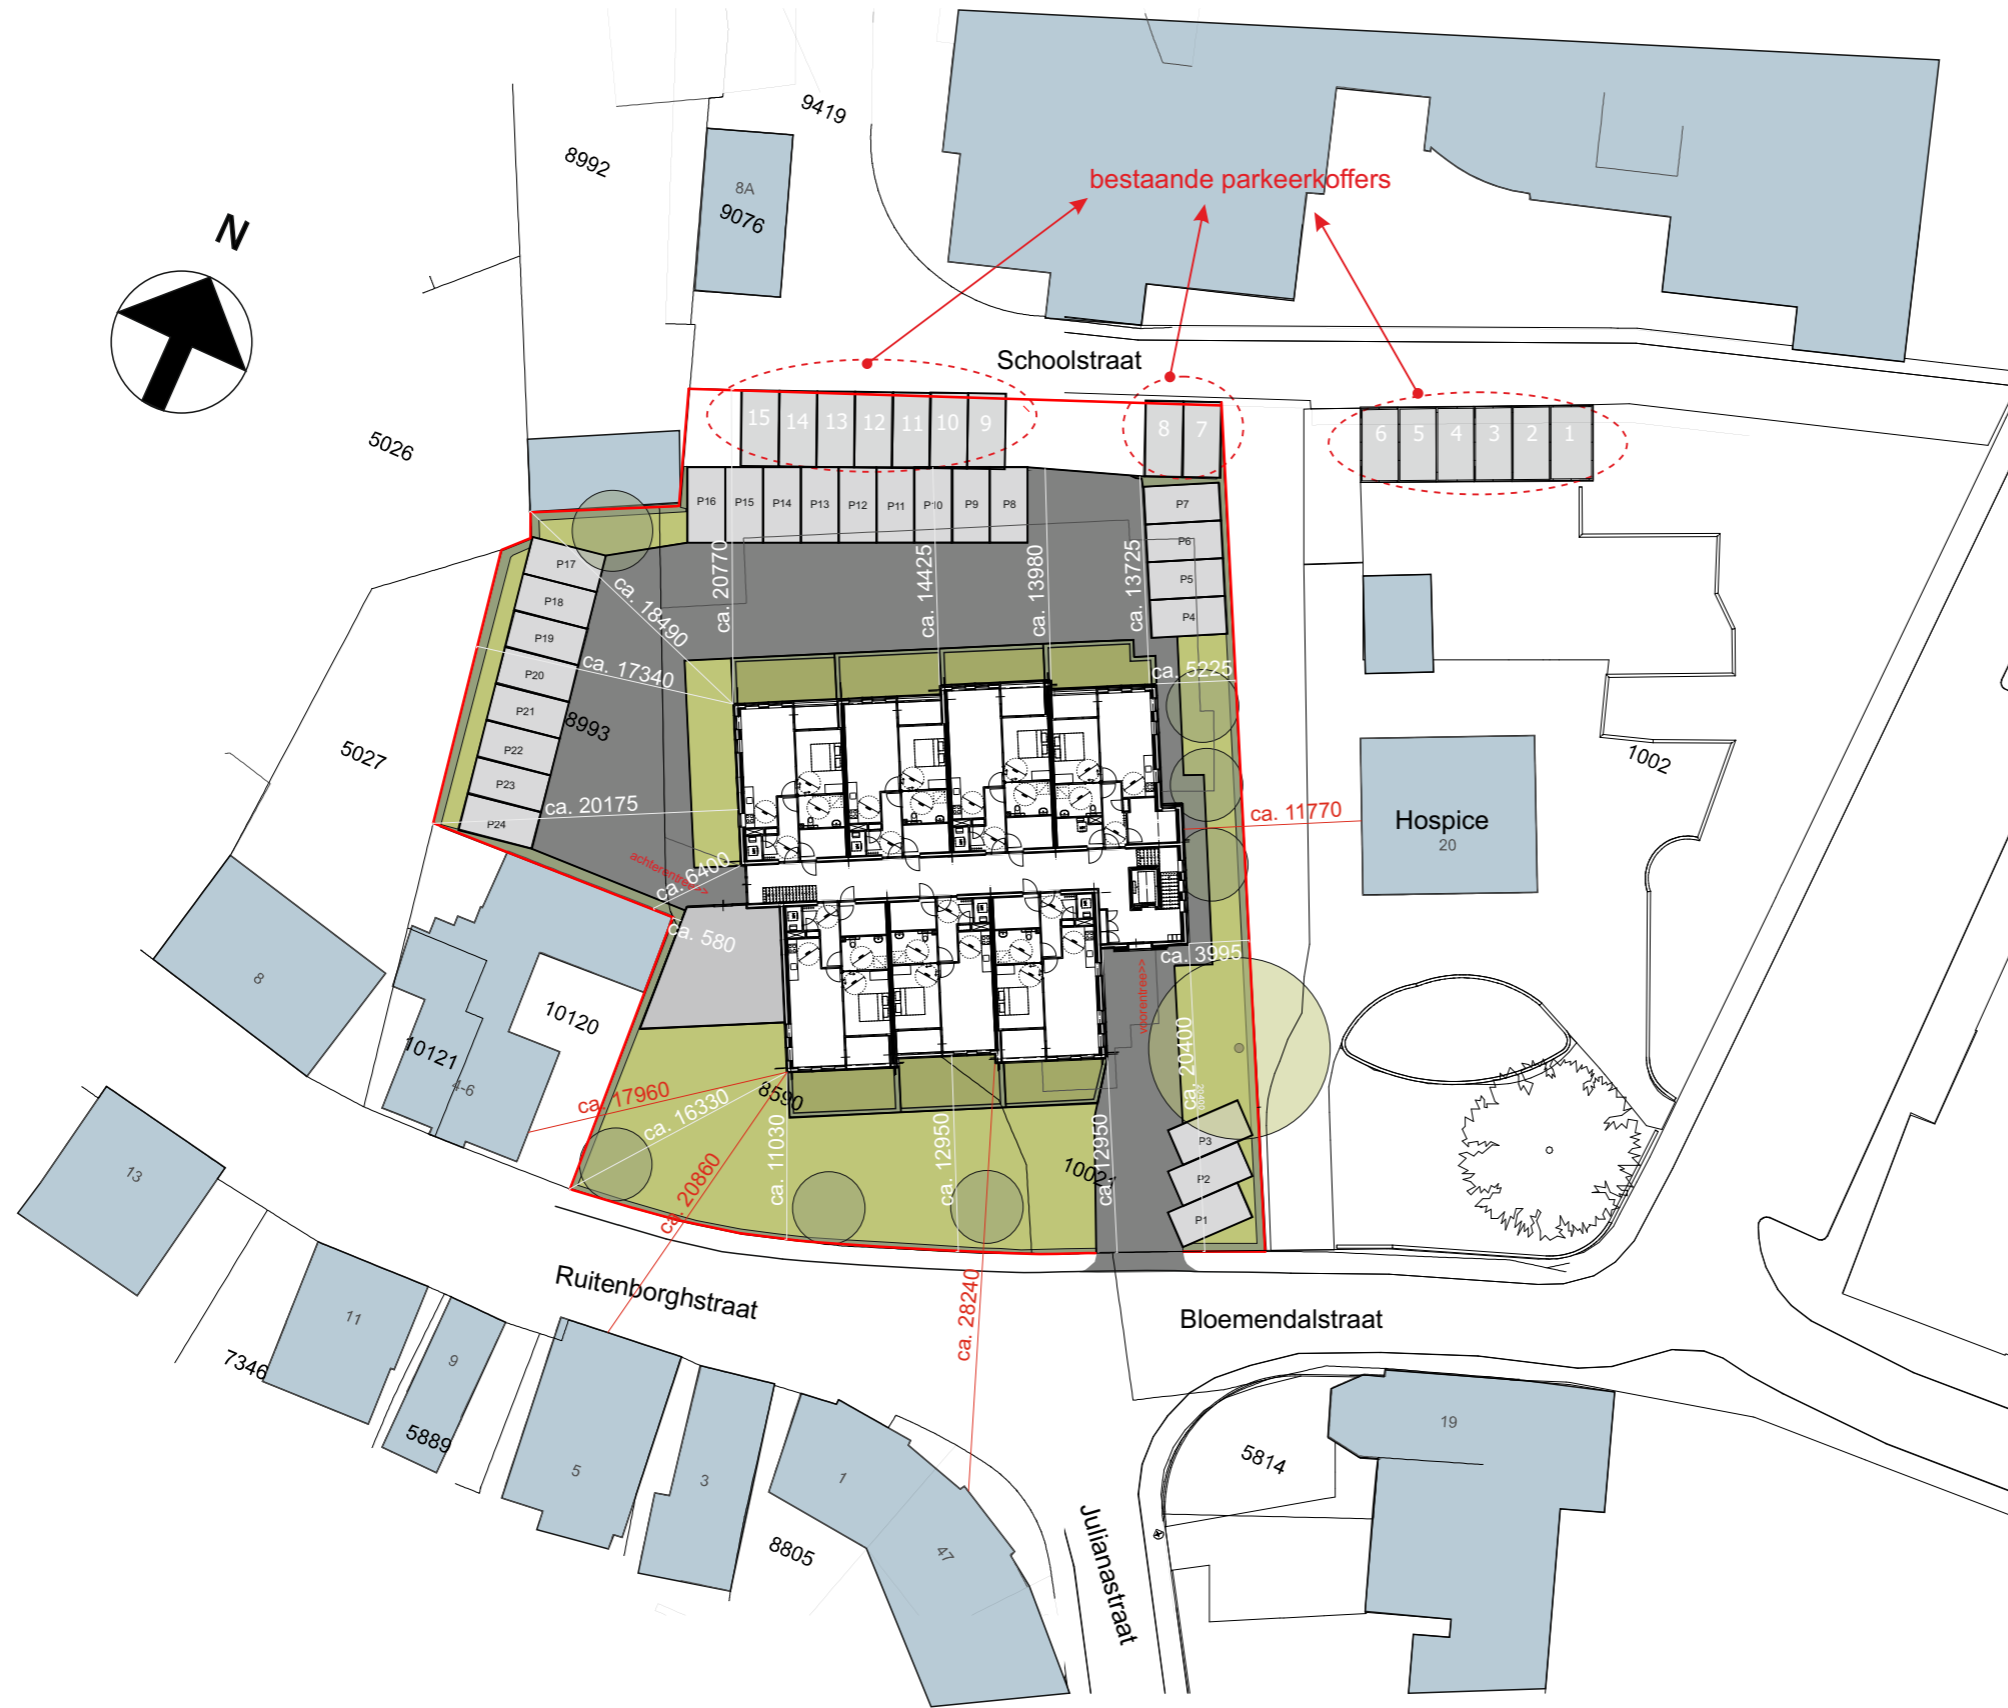 9419
8992
8A
9076
bestaande parkeerkoffers
N
Schoolstraat
15 14 13 12 11 10 9
8 7
6 5 4 3 2 1
5026
P16 P15 P14 P13 P12 P11 P10 P9 P8
P7
P6
P5
P4
P17
P18
P19
P20
P21
P22
P23
P24
ca. 20770
ca. 14425
ca. 13980
ca. 13725
ca. 18490
ca. 17340
ca. 5225
8993
5027
1002
ca. 20175
ca. 11770
Hospice
20
achterentree>>
ca. 6400
ca. 580
ca. 3995
voorentree>>
8
10120
10121
4-6
ca. 20400
ca. 17960
8590
ca. 16330
ca. 11030
ca. 12950
ca. 12950
10021
P3
P2
P1
13
ca. 20860
ca. 28240
Ruitenborghstraat
Bloemendalstraat
11
9
7346
5889
5
3
1
47
8805
Julianastraat
5814
19